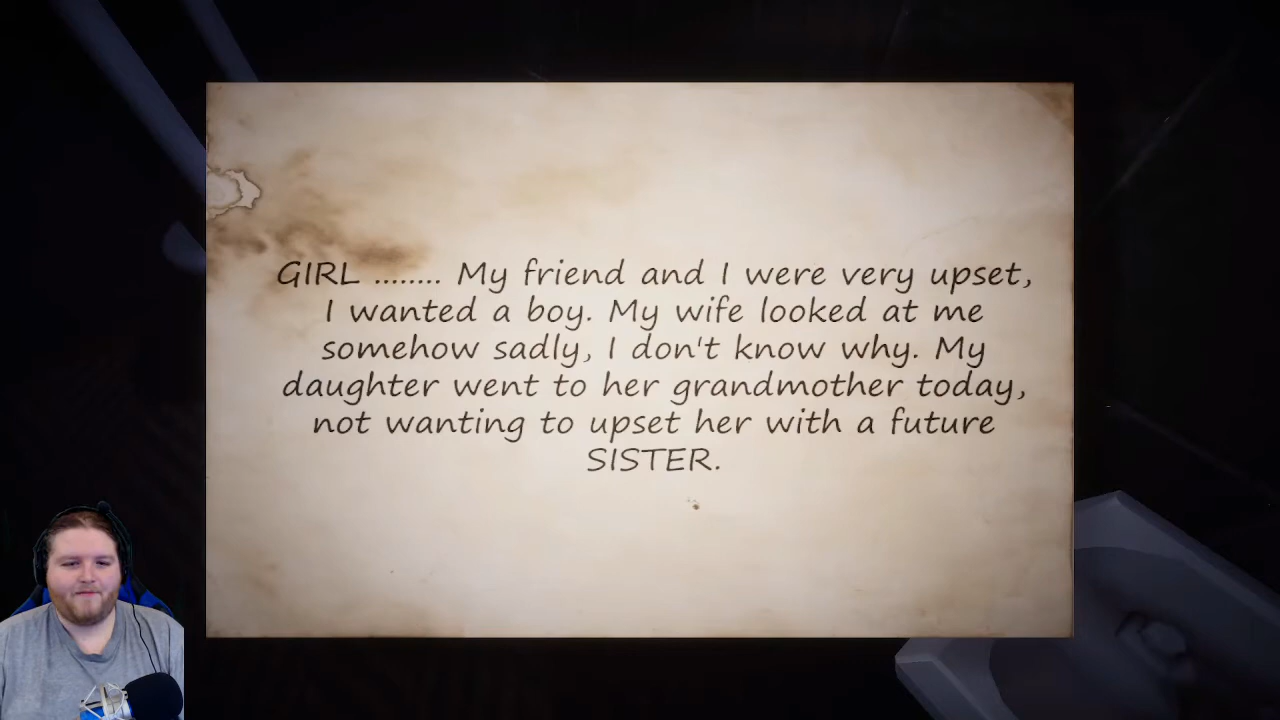 GIRL ........ My friend and I were very upset,
I wanted a boy. My wife looked at me
somehow sadly, I don't know why. My
daughter went to her grandmother today,
not wanting to upset her with a future
SISTER.